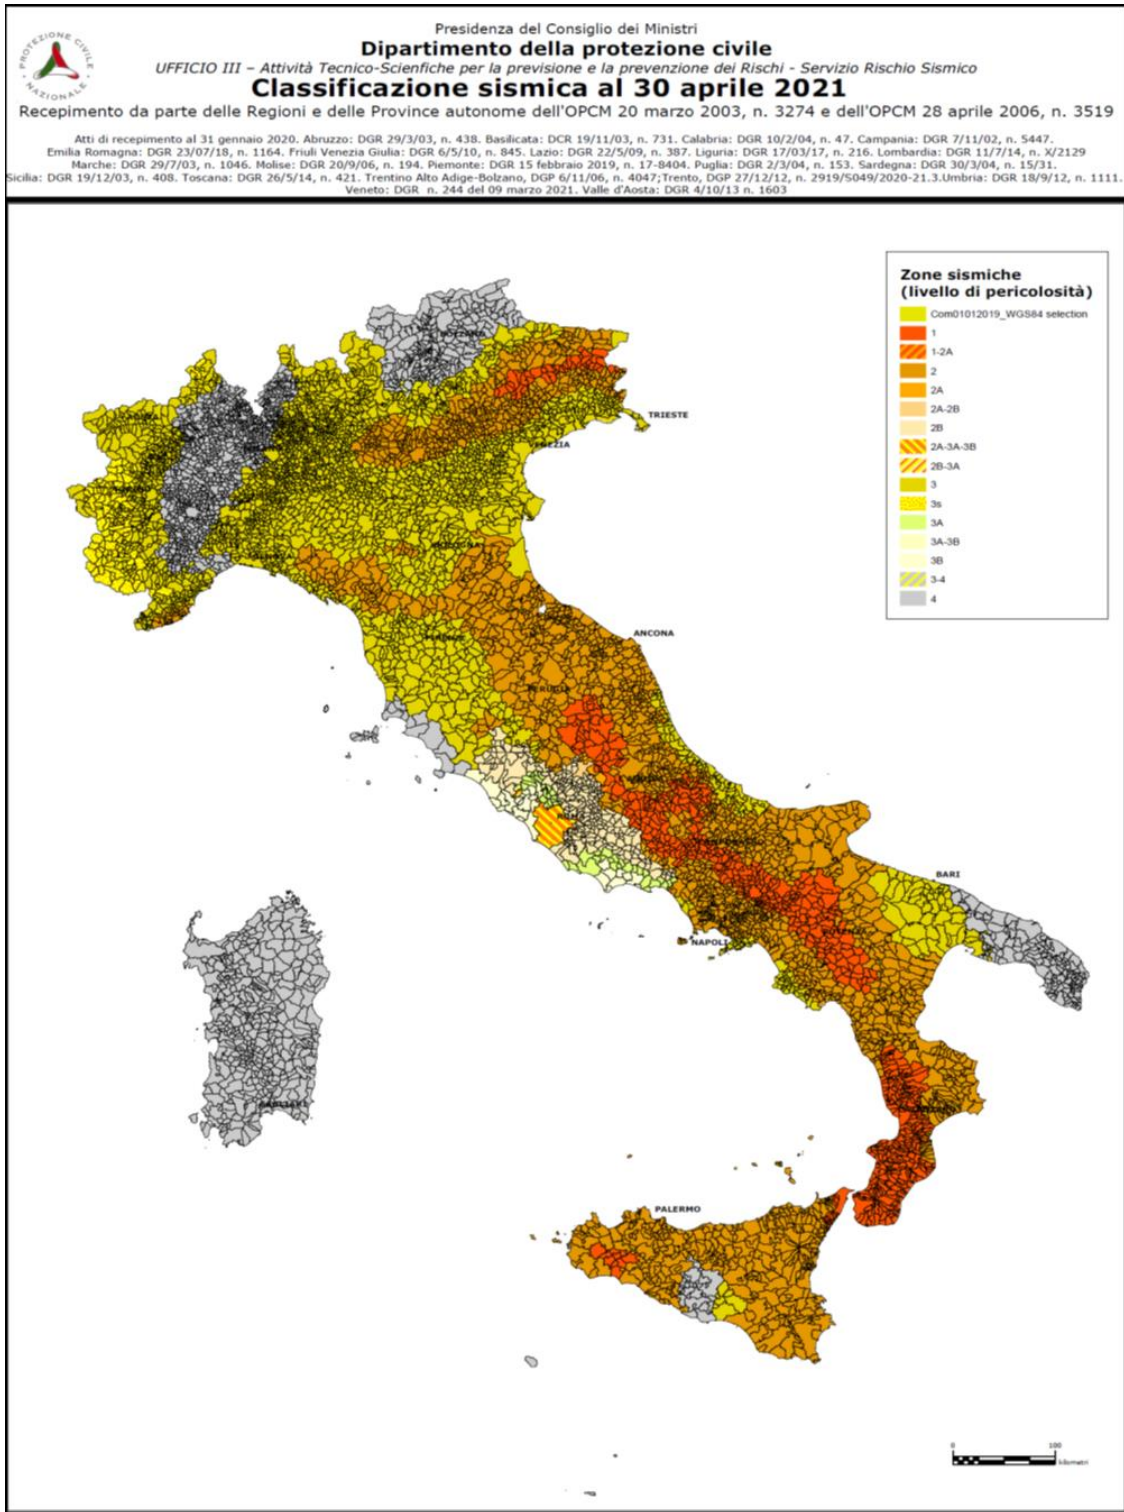 PROTEZIONE CIVILE
NAZIONALE
Presidenza del Consiglio dei Ministri
Dipartimento della protezione civile
UFFICIO III – Attività Tecnico-Scienfiche per la previsione e la prevenzione dei Rischi - Servizio Rischio Sismico
Classificazione sismica al 30 aprile 2021
Recepimento da parte delle Regioni e delle Province autonome dell'OPCM 20 marzo 2003, n. 3274 e dell'OPCM 28 aprile 2006, n. 3519
Atti di recepimento al 31 gennaio 2020. Abruzzo: DGR 29/3/03, n. 438. Basilicata: DCR 19/11/03, n. 731. Calabria: DGR 10/2/04, n. 47. Campania: DGR 7/11/02, n. 5447.
Emilia Romagna: DGR 23/07/18, n. 1164. Friuli Venezia Giulia: DGR 6/5/10, n. 845. Lazio: DGR 22/5/09, n. 387. Liguria: DGR 17/03/17, n. 216. Lombardia: DGR 11/7/14, n. X/2129
Marche: DGR 29/7/03, n. 1046. Molise: DGR 20/9/06, n. 194. Piemonte: DGR 15 febbraio 2019, n. 17-8404. Puglia: DGR 2/3/04, n. 153. Sardegna: DGR 30/3/04, n. 15/31.
Sicilia: DGR 19/12/03, n. 408. Toscana: DGR 26/5/14, n. 421. Trentino Alto Adige-Bolzano, DGP 6/11/06, n. 4047;Trento, DGP 27/12/12, n. 2919/S049/2020-21.3.Umbria: DGR 18/9/12, n. 1111.
Veneto: DGR n. 244 del 09 marzo 2021. Valle d'Aosta: DGR 4/10/13 n. 1603
Zone sismiche
(livello di pericolosità)
Com01012019_WGS84 selection
1
1-2A
2
2A
2A-2B
2B
2A-3A-3B
2B-3A
3
3s
3A
3A-3B
3B
3-4
4
BOLZANO
TRIESTE
VENEZIA
BOLOGNA
ANCONA
PERUGIA
BARI
NAPOLI
POTENZA
CAGLIARI
PALERMO
0 100
kilometri